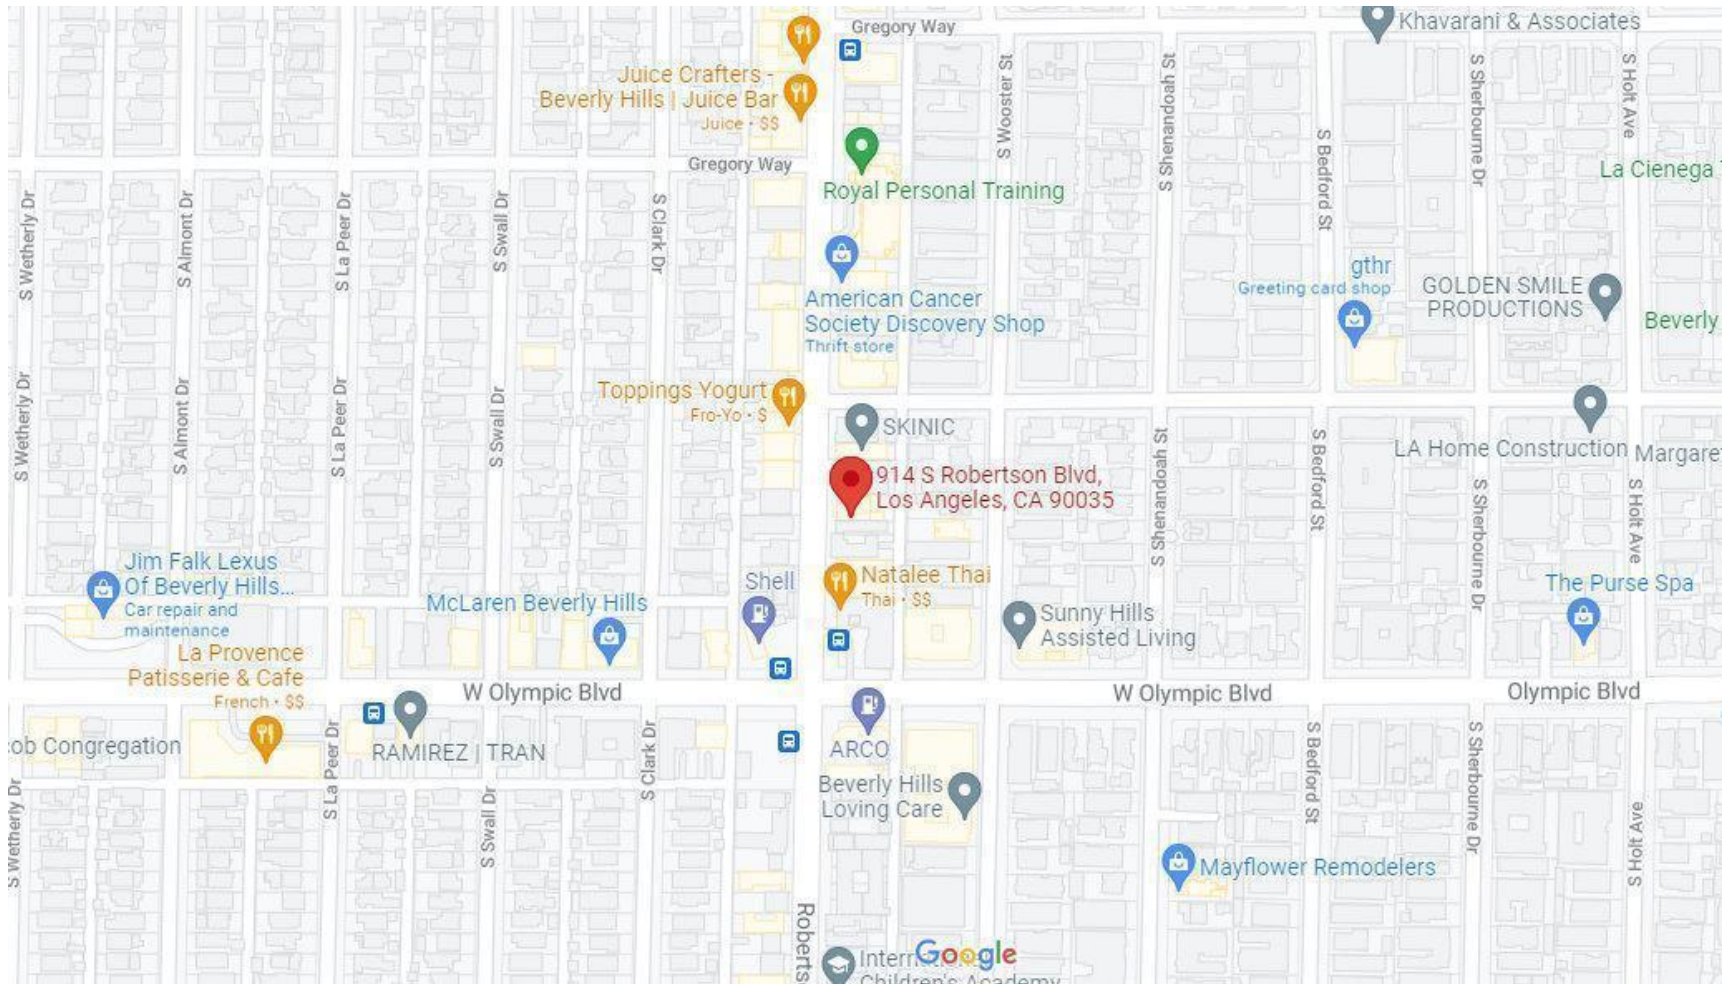 Gregory Way
Khavarani & Associates
Juice Crafters -
Beverly Hills | Juice Bar
Juice • $$
S Wooster St
S Shenandoah St
S Sherbourne Dr
S Holt Ave
S Bedford St
Gregory Way
Royal Personal Training
La Cienega
S Wetherly Dr
S Almont Dr
S La Peer Dr
S Swall Dr
S Clark Dr
gthr
Greeting card shop
GOLDEN SMILE
PRODUCTIONS
American Cancer
Society Discovery Shop
Thrift store
Beverly
Toppings Yogurt
Fro-Yo • $
S Wetherly Dr
S Almont Dr
S La Peer Dr
S Swall Dr
SKINIC
LA Home Construction
914 S Robertson Blvd,
Los Angeles, CA 90035
S Shenandoah St
S Bedford St
S Sherbourne Dr
S Holt Ave
Jim Falk Lexus
Of Beverly Hills...
Car repair and
maintenance
McLaren Beverly Hills
Shell
Natalee Thai
Thai • $$
Sunny Hills
Assisted Living
The Purse Spa
La Provence
Patisserie & Cafe
French • $$
W Olympic Blvd
W Olympic Blvd
Olympic Blvd
Congregation
RAMIREZ | TRAN
ARCO
S Wetherly Dr
S La Peer Dr
S Swall Dr
S Clark Dr
Beverly Hills
Loving Care
S Bedford St
S Sherbourne Dr
S Holt Ave
Mayflower Remodelers
Google
Children's Academy